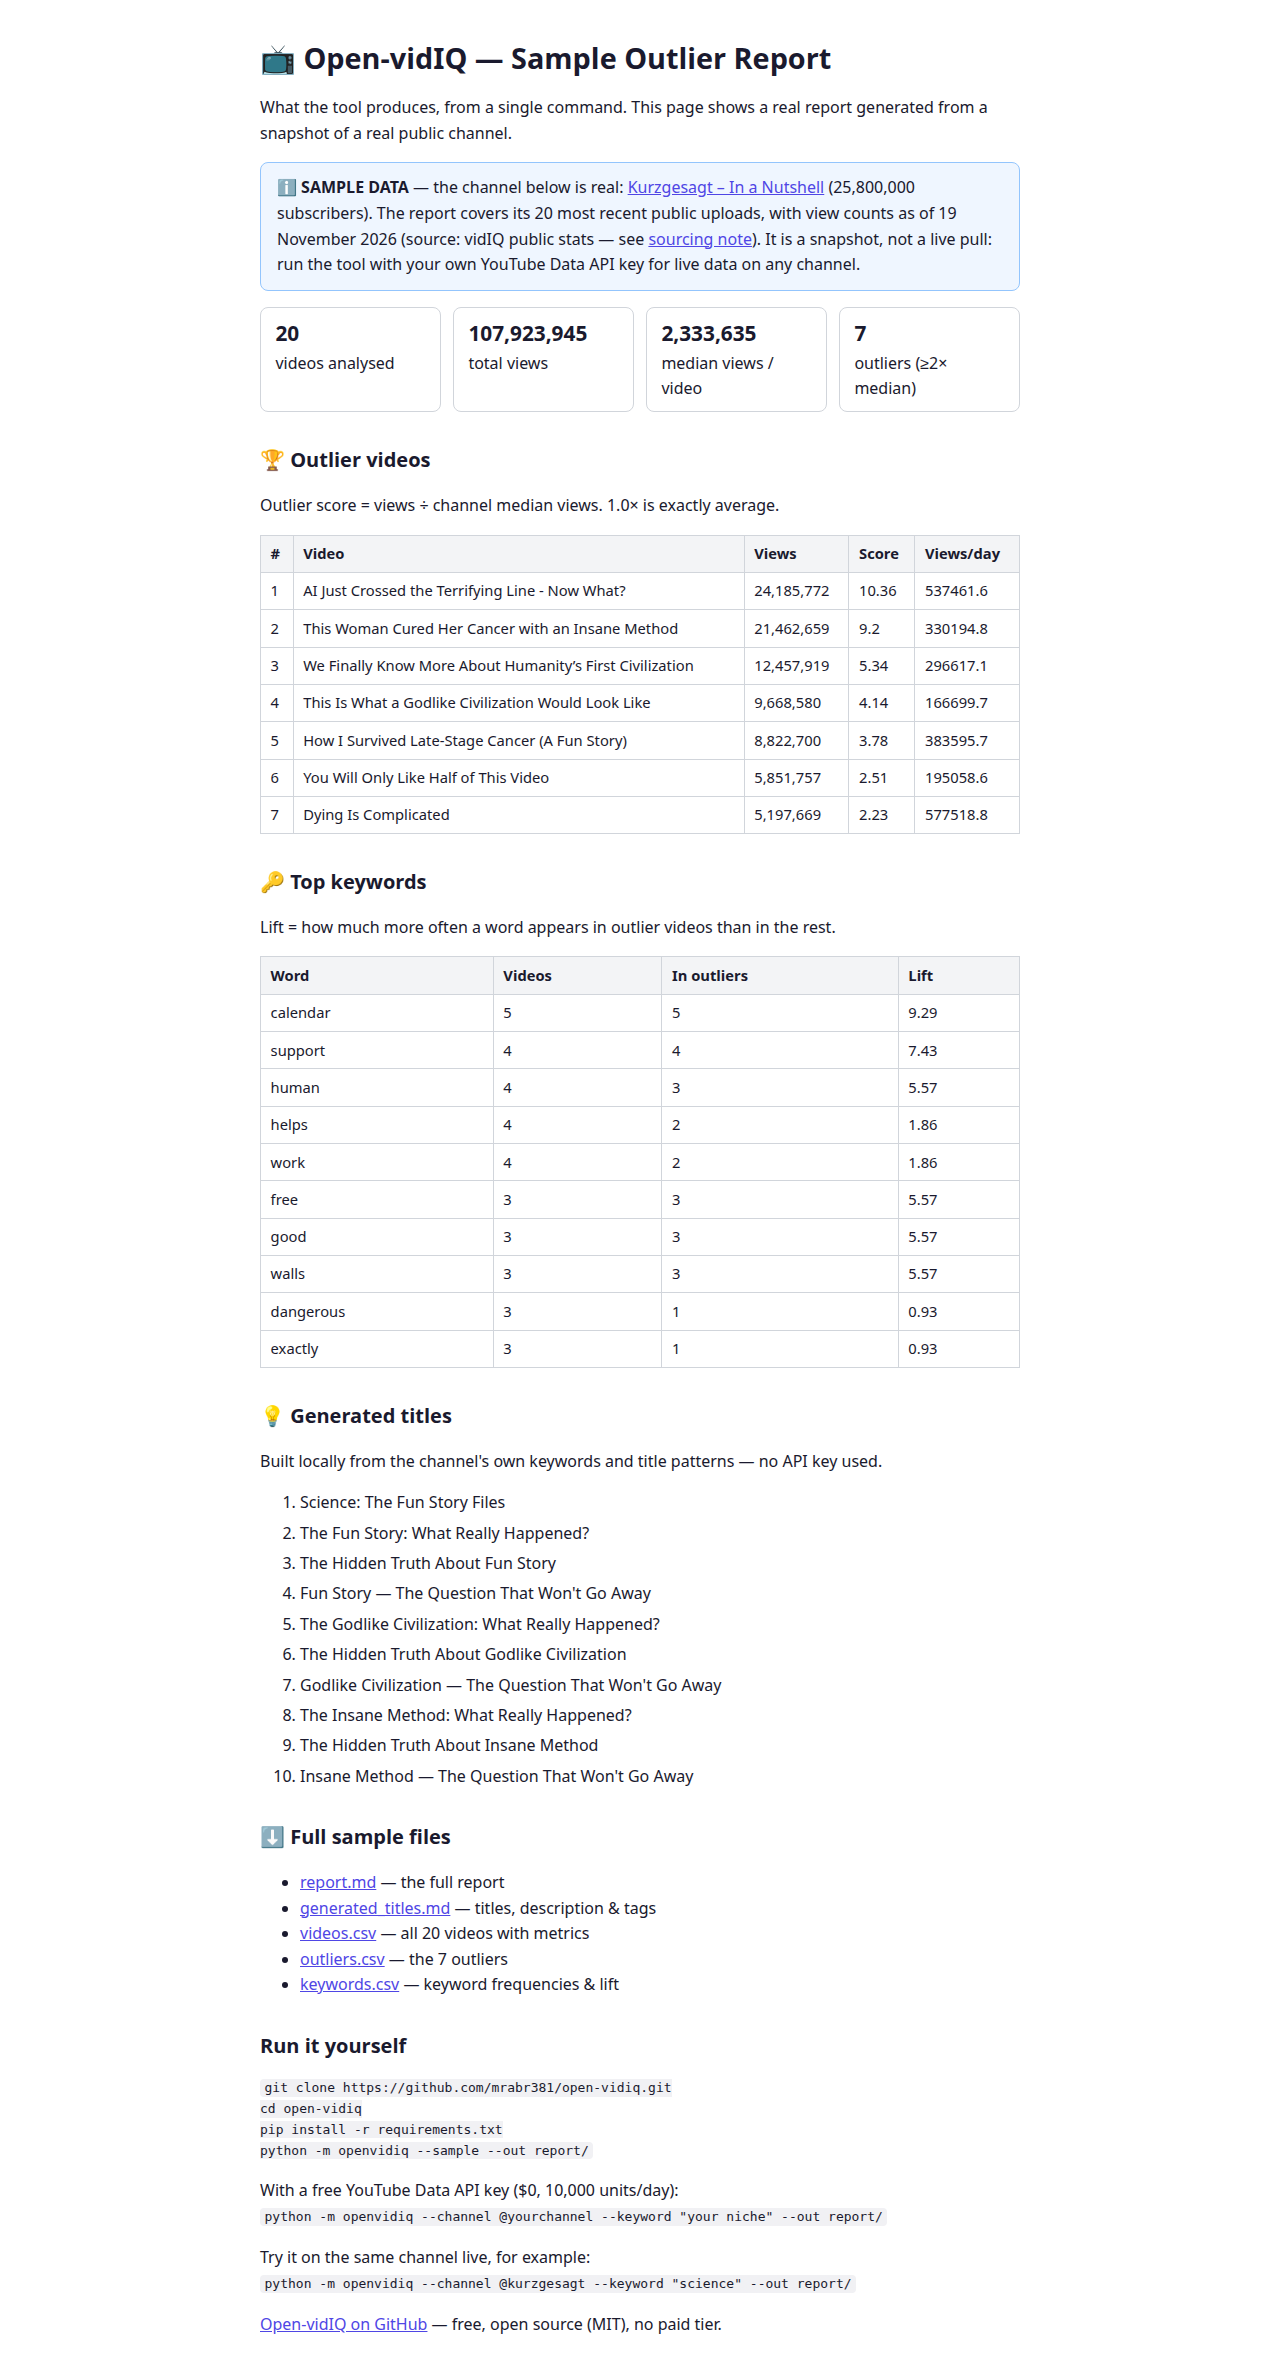 📺 Open-vidIQ — Sample Outlier Report
What the tool produces, from a single command. This page shows a real report generated from a
snapshot of a real public channel.
ℹ️ SAMPLE DATA — the channel below is real: Kurzgesagt – In a Nutshell (25,800,000
subscribers). The report covers its 20 most recent public uploads, with view counts as of 19
November 2026 (source: vidIQ public stats — see sourcing note). It is a snapshot, not a live pull:
run the tool with your own YouTube Data API key for live data on any channel.
20
videos analysed
107,923,945
total views
2,333,635
median views /
video
7
outliers (≥2×
median)
🏆 Outlier videos
Outlier score = views ÷ channel median views. 1.0× is exactly average.
# Video Views Score Views/day
1 AI Just Crossed the Terrifying Line - Now What? 24,185,772 10.36 537461.6
2 This Woman Cured Her Cancer with an Insane Method 21,462,659 9.2 330194.8
3 We Finally Know More About Humanity’s First Civilization 12,457,919 5.34 296617.1
4 This Is What a Godlike Civilization Would Look Like 9,668,580 4.14 166699.7
5 How I Survived Late-Stage Cancer (A Fun Story) 8,822,700 3.78 383595.7
6 You Will Only Like Half of This Video 5,851,757 2.51 195058.6
7 Dying Is Complicated 5,197,669 2.23 577518.8
🔑 Top keywords
Lift = how much more often a word appears in outlier videos than in the rest.
Word Videos In outliers Lift
calendar 5 5 9.29
support 4 4 7.43
human 4 3 5.57
helps 4 2 1.86
work 4 2 1.86
free 3 3 5.57
good 3 3 5.57
walls 3 3 5.57
dangerous 3 1 0.93
exactly 3 1 0.93
💡 Generated titles
Built locally from the channel's own keywords and title patterns — no API key used.
1. Science: The Fun Story Files
2. The Fun Story: What Really Happened?
3. The Hidden Truth About Fun Story
4. Fun Story — The Question That Won't Go Away
5. The Godlike Civilization: What Really Happened?
6. The Hidden Truth About Godlike Civilization
7. Godlike Civilization — The Question That Won't Go Away
8. The Insane Method: What Really Happened?
9. The Hidden Truth About Insane Method
10. Insane Method — The Question That Won't Go Away
⬇️ Full sample files
• report.md — the full report
• generated_titles.md — titles, description & tags
• videos.csv — all 20 videos with metrics
• outliers.csv — the 7 outliers
• keywords.csv — keyword frequencies & lift
Run it yourself
git clone https://github.com/mrabr381/open-vidiq.git
cd open-vidiq
pip install -r requirements.txt
python -m openvidiq --sample --out report/
With a free YouTube Data API key ($0, 10,000 units/day):
python -m openvidiq --channel @yourchannel --keyword "your niche" --out report/
Try it on the same channel live, for example:
python -m openvidiq --channel @kurzgesagt --keyword "science" --out report/
Open-vidIQ on GitHub — free, open source (MIT), no paid tier.